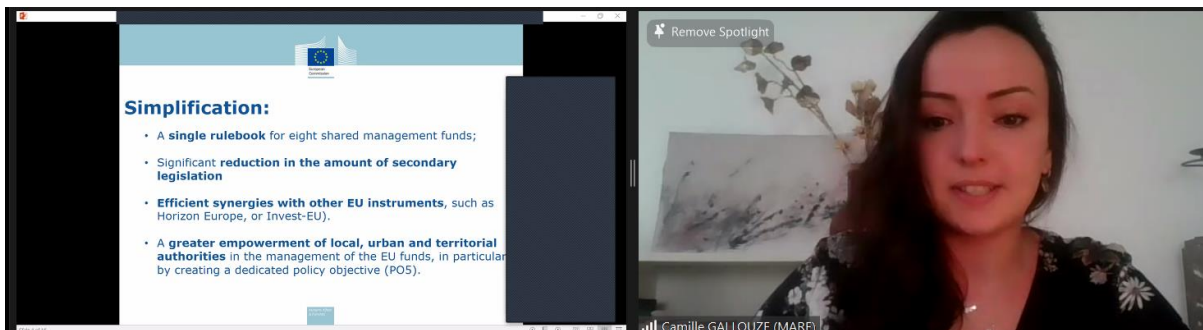 European
Commission
Simplification:
• A single rulebook for eight shared management funds;
• Significant reduction in the amount of secondary
legislation
• Efficient synergies with other EU instruments, such as
Horizon Europe, or Invest-EU).
• A greater empowerment of local, urban and territorial
authorities in the management of the EU funds, in particular
by creating a dedicated policy objective (PO5).
Remove Spotlight
Camille GALLOUZE (MARE)